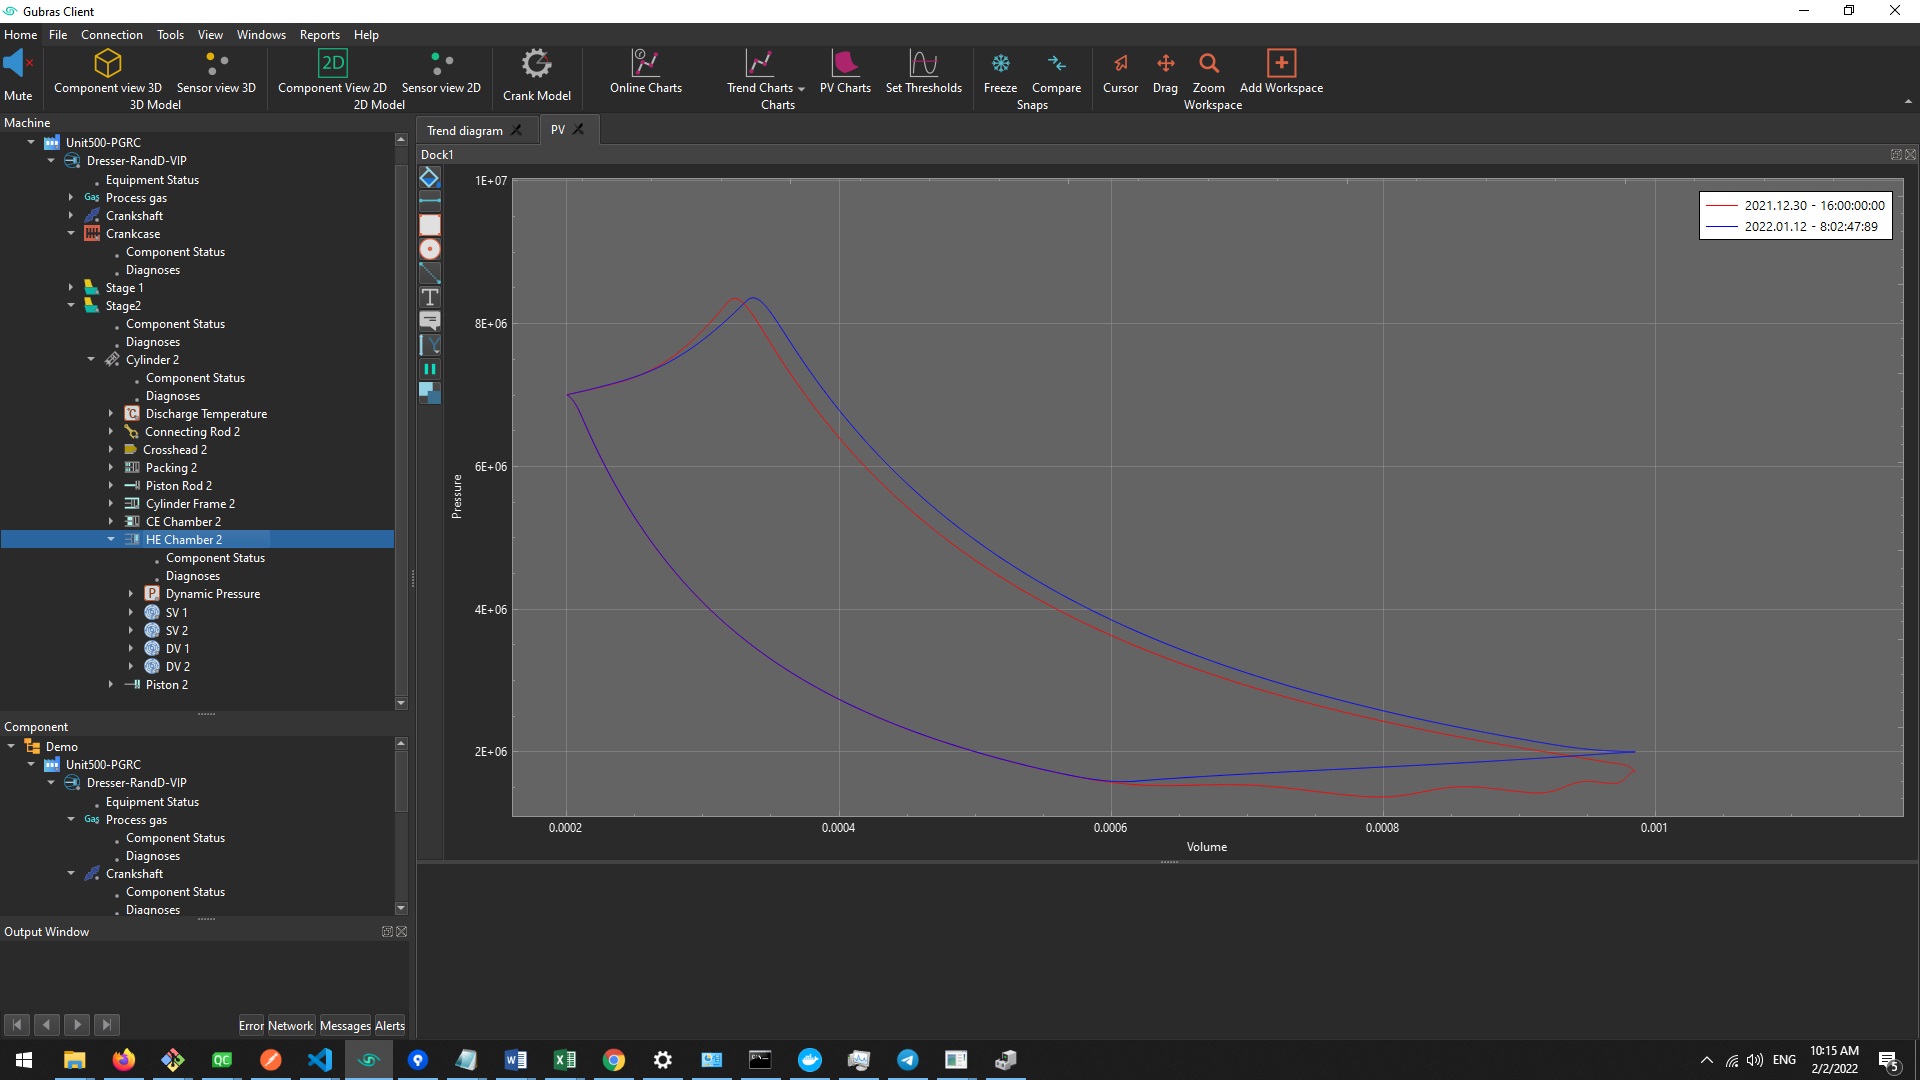 Gubras Client
Home File Connection Tools View Windows Reports Help
Mute
Component view 3D
Sensor view 3D
3D Model
2D
Component View 2D
Sensor view 2D
2D Model
Crank Model
Online Charts
Trend Charts
PV Charts
Set Thresholds
Charts
Freeze
Compare
Snaps
Cursor
Drag
Zoom
Add Workspace
Workspace
Machine
Unit500-PGRC
Dresser-RandD-VIP
Equipment Status
Gas Process gas
Crankshaft
Crankcase
Component Status
Diagnoses
Stage 1
Stage2
Component Status
Diagnoses
Cylinder 2
Component Status
Diagnoses
°C Discharge Temperature
Connecting Rod 2
Crosshead 2
Packing 2
Piston Rod 2
Cylinder Frame 2
CE Chamber 2
HE Chamber 2
Component Status
Diagnoses
P Dynamic Pressure
SV 1
SV 2
DV 1
DV 2
Piston 2
Component
Demo
Unit500-PGRC
Dresser-RandD-VIP
Equipment Status
Gas Process gas
Component Status
Diagnoses
Crankshaft
Component Status
Diagnoses
Output Window
Error Network Messages Alerts
Trend diagram
PV
Dock1
T
1E+07
8E+06
6E+06
4E+06
2E+06
Pressure
0.0002 0.0004 0.0006 0.0008 0.001
Volume
2021.12.30 - 16:00:00:00
2022.01.12 - 8:02:47:89
QC
ENG
10:15 AM
2/2/2022
5